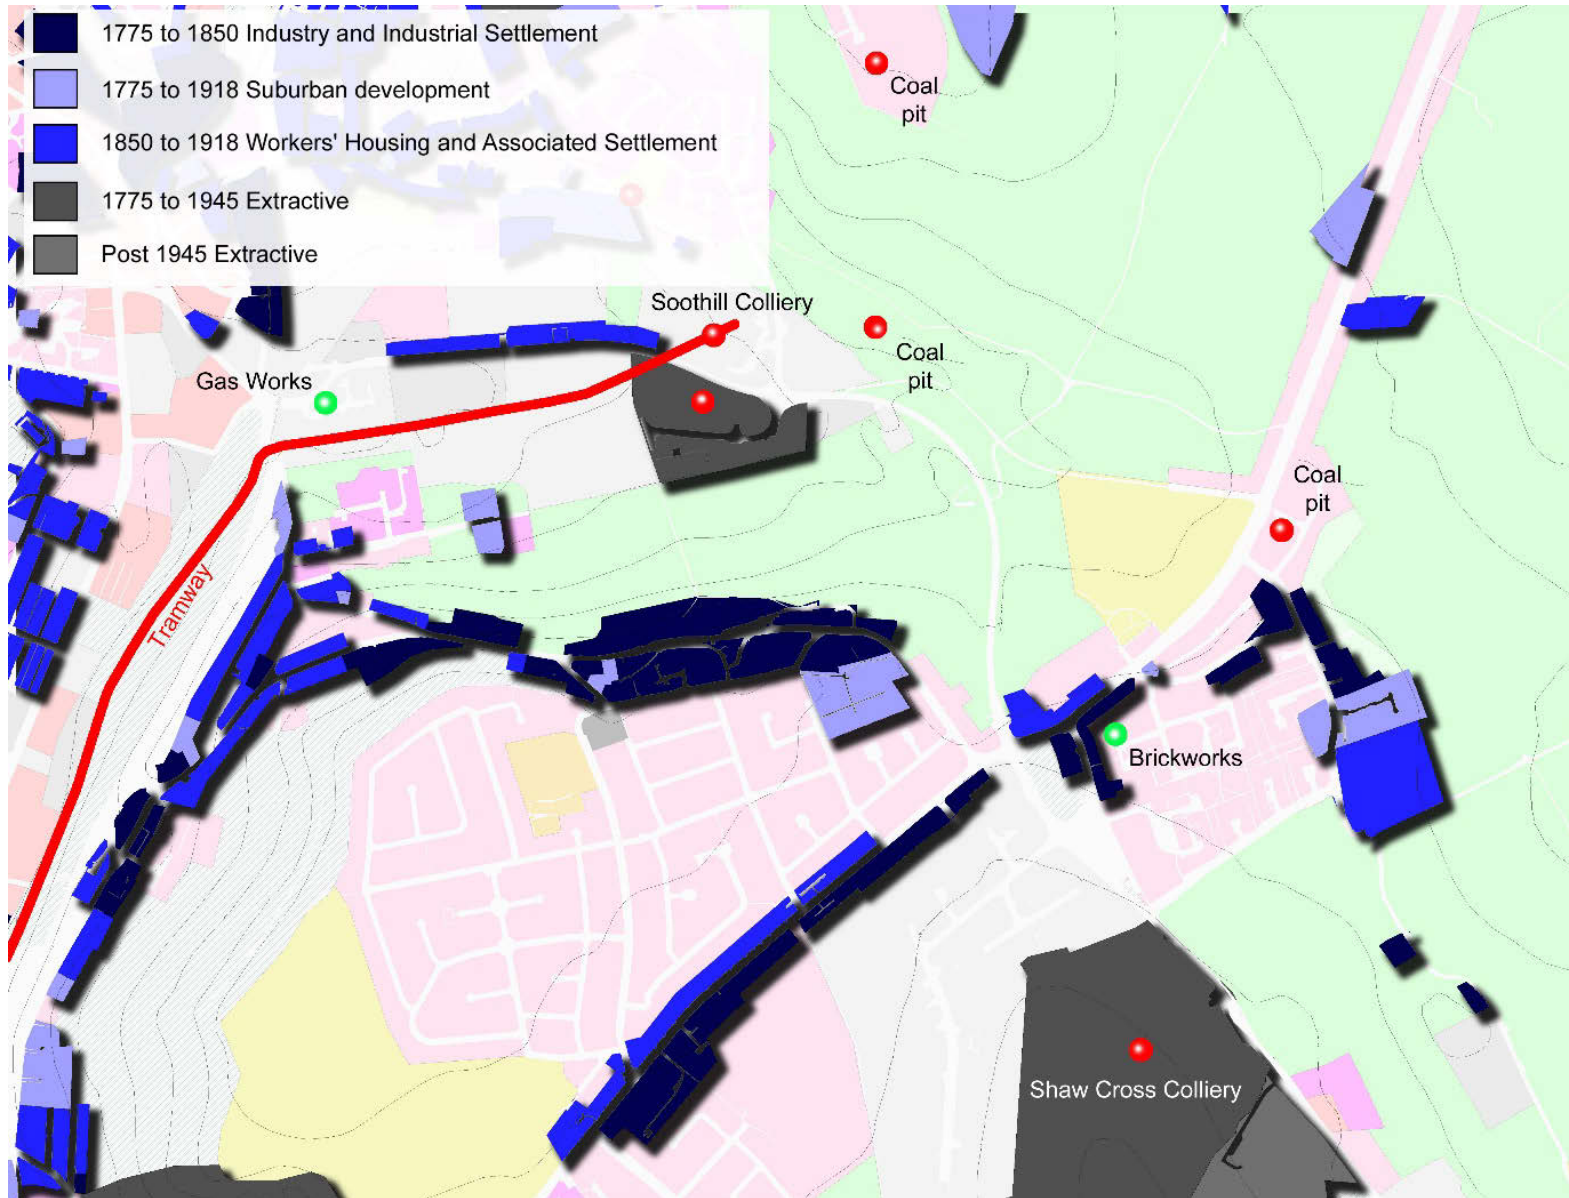 1775 to 1850 Industry and Industrial Settlement
1775 to 1918 Suburban development
1850 to 1918 Workers' Housing and Associated Settlement
1775 to 1945 Extractive
Post 1945 Extractive
Coal
pit
Soothill Colliery
Coal
pit
Gas Works
Coal
pit
Tramway
Brickworks
Shaw Cross Colliery